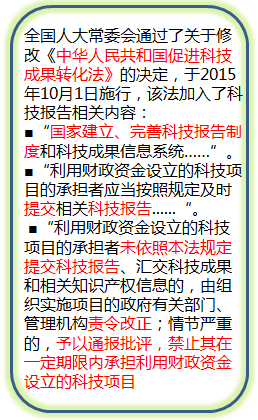 全国人大常委会通过了关于修
改《中华人民共和国促进科技
成果转化法》的决定，于2015
年10月1日施行，该法加入了科
技报告相关内容：
■“国家建立、完善科技报告制
度和科技成果信息系统……”。
■“利用财政资金设立的科技项
目的承担者应当按照规定及时
提交相关科技报告……“。
■“利用财政资金设立的科技
项目的承担者未依照本法规定
提交科技报告、汇交科技成果
和相关知识产权信息的，由组
织实施项目的政府有关部门、
管理机构责令改正；情节严重
的，予以通报批评，禁止其在
一定期限内承担利用财政资金
设立的科技项目